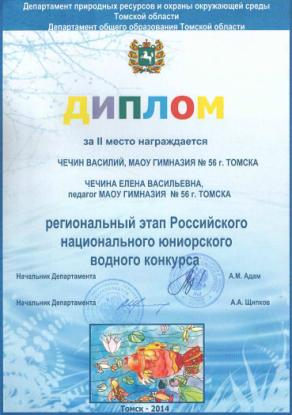 Департамент природных ресурсов и охраны окружающей среды
Томской области
Департамент общего образования Томской области
ДИПЛОМ
за II место награждается
ЧЕЧИН ВАСИЛИЙ, МАОУ ГИМНАЗИЯ № 56 г. ТОМСКА
ЧЕЧИНА ЕЛЕНА ВАСИЛЬЕВНА,
педагог МАОУ ГИМНАЗИЯ № 56 г. ТОМСКА
региональный этап Российского
национального юниорского
водного конкурса
Начальник Департамента А.М. Адам
Начальник Департамента А.А. Щипков
Томск - 2014